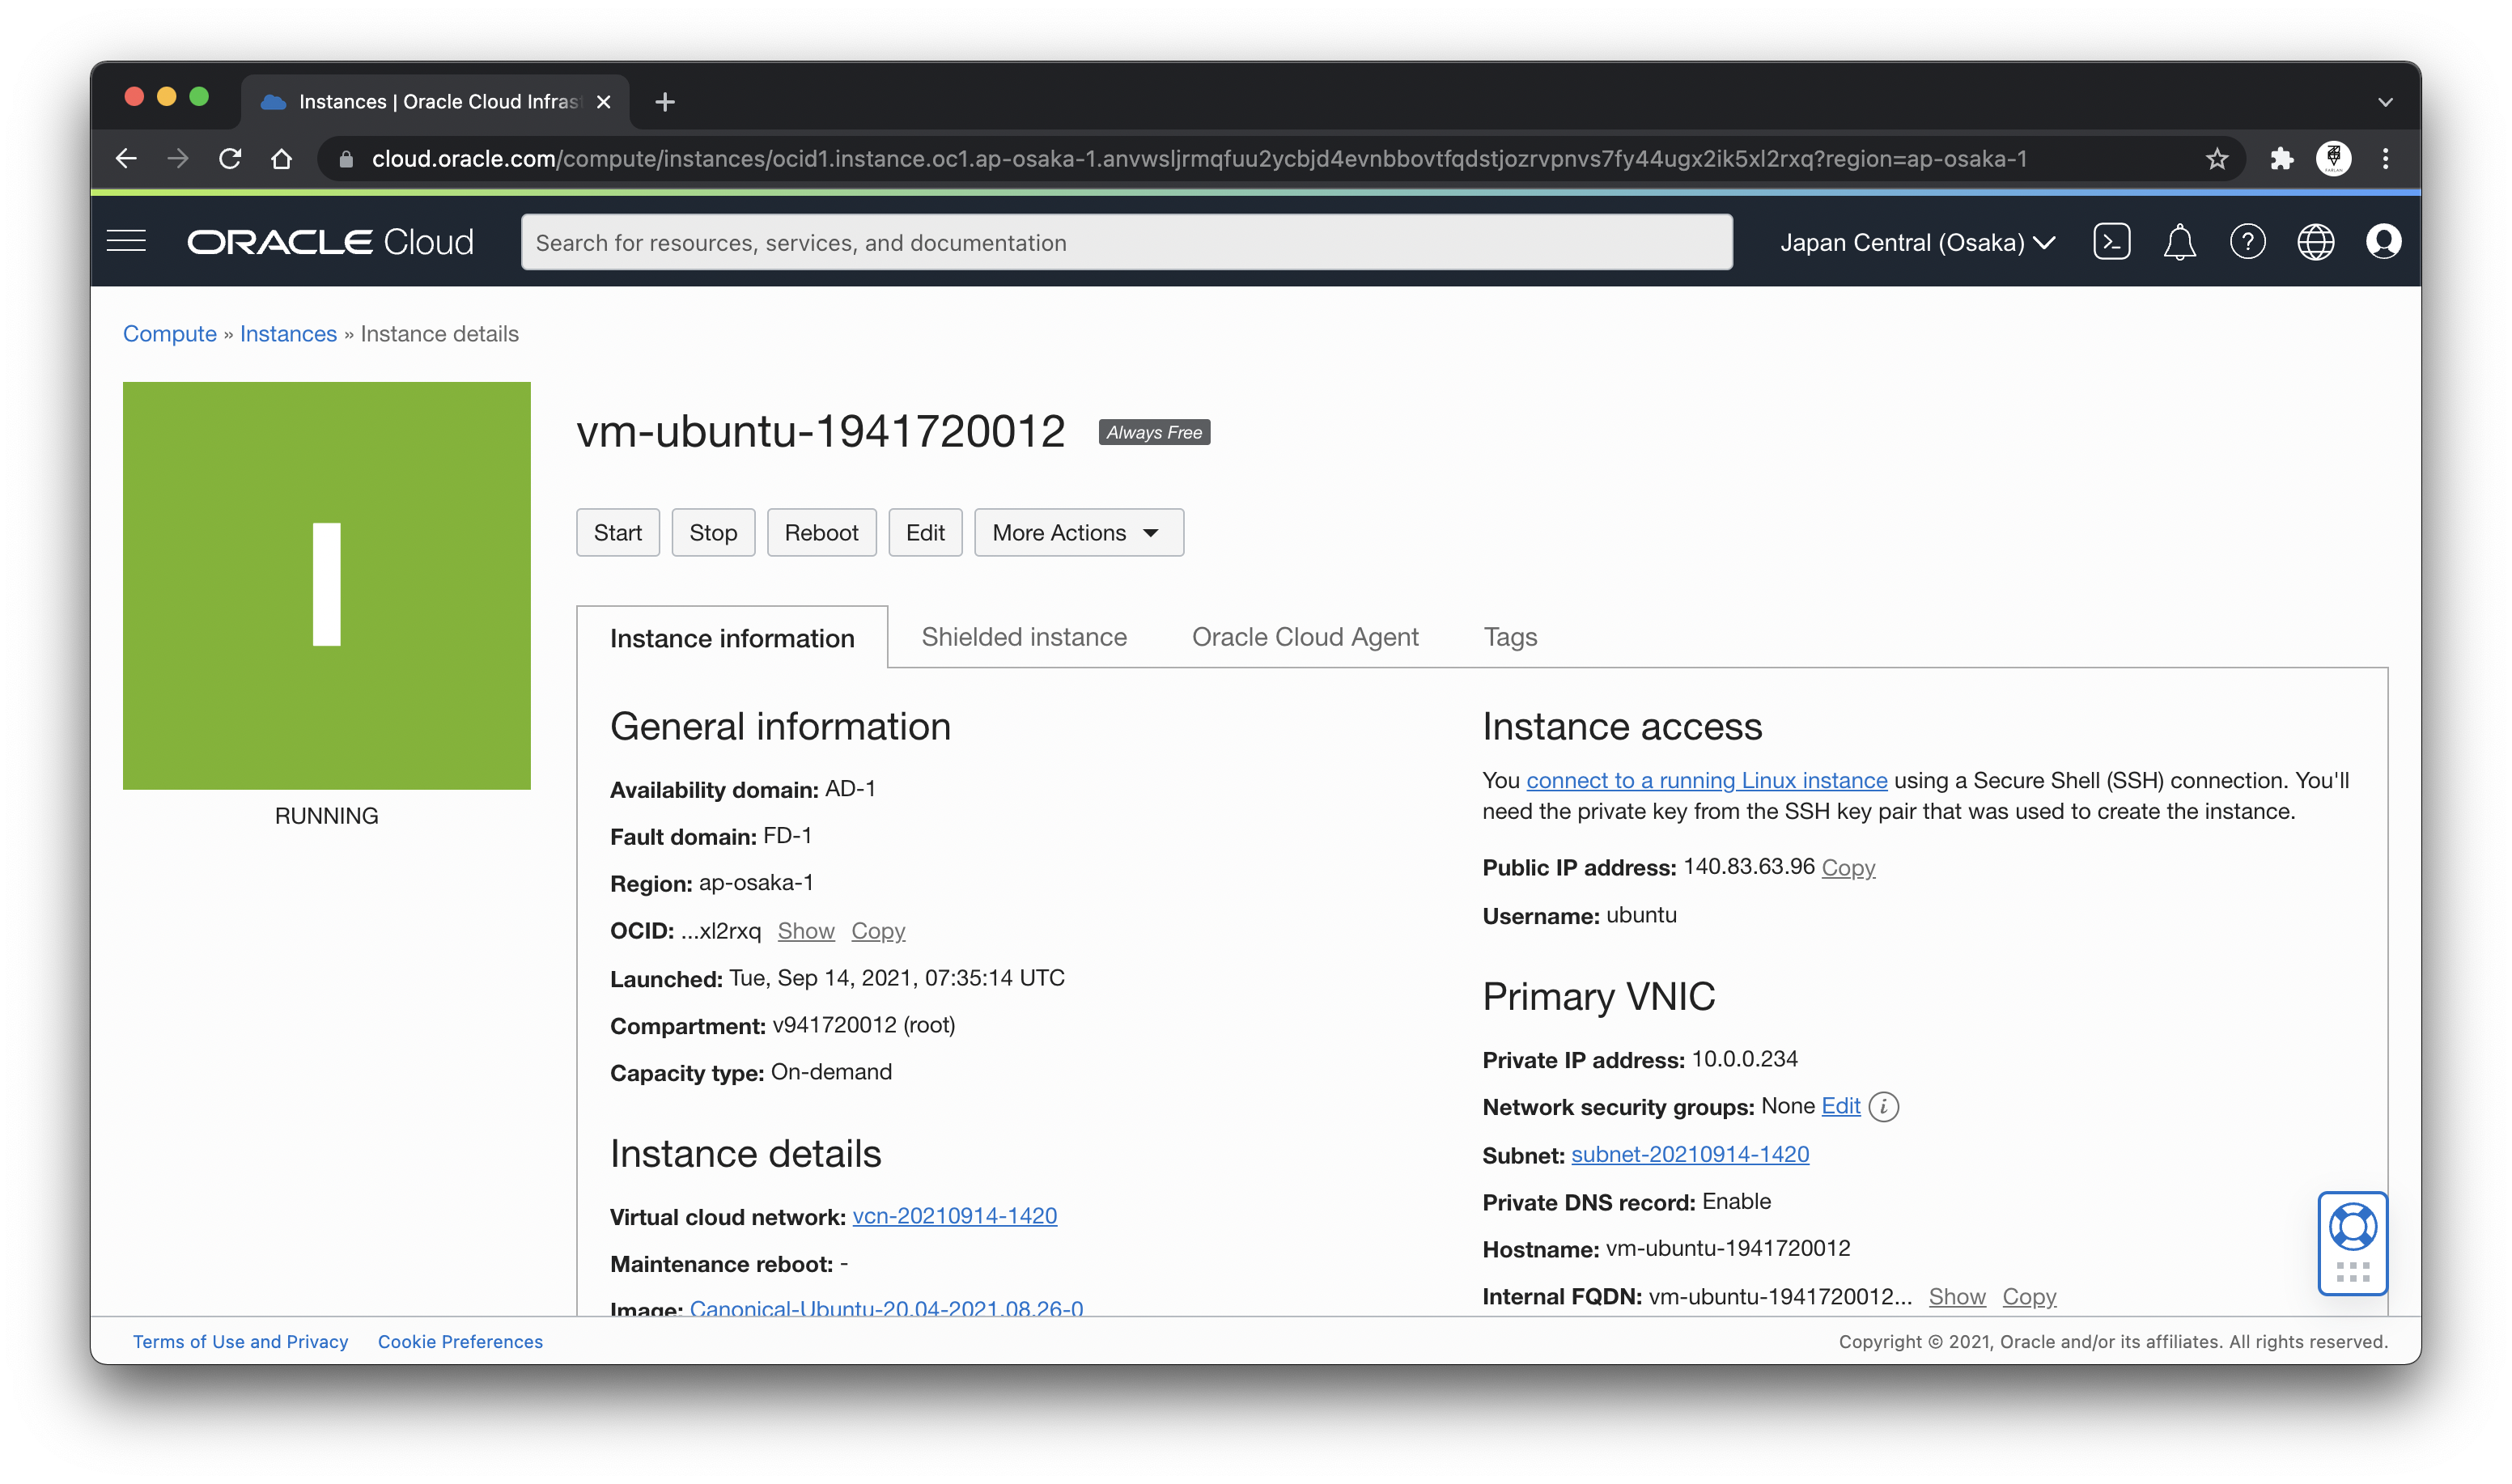 Instances | Oracle Cloud Infras
cloud.oracle.com/compute/instances/ocid1.instance.oc1.ap-osaka-1.anvwsljrmqfuu2ycbjd4evnbbovtfqdstjozrvpnvs7fy44ugx2ik5xl2rxq?region=ap-osaka-1
ORACLE Cloud
Search for resources, services, and documentation
Japan Central (Osaka)
Compute » Instances » Instance details
I
RUNNING
vm-ubuntu-1941720012 Always Free
Start Stop Reboot Edit More Actions
Instance information Shielded instance Oracle Cloud Agent Tags
General information
Availability domain: AD-1
Fault domain: FD-1
Region: ap-osaka-1
OCID: ...xl2rxq Show Copy
Launched: Tue, Sep 14, 2021, 07:35:14 UTC
Compartment: v941720012 (root)
Capacity type: On-demand
Instance details
Virtual cloud network: vcn-20210914-1420
Maintenance reboot: -
Image: Canonical-Ubuntu-20.04-2021.08.26-0
Instance access
You connect to a running Linux instance using a Secure Shell (SSH) connection. You'll
need the private key from the SSH key pair that was used to create the instance.
Public IP address: 140.83.63.96 Copy
Username: ubuntu
Primary VNIC
Private IP address: 10.0.0.234
Network security groups: None Edit i
Subnet: subnet-20210914-1420
Private DNS record: Enable
Hostname: vm-ubuntu-1941720012
Internal FQDN: vm-ubuntu-1941720012... Show Copy
Terms of Use and Privacy Cookie Preferences
Copyright © 2021, Oracle and/or its affiliates. All rights reserved.